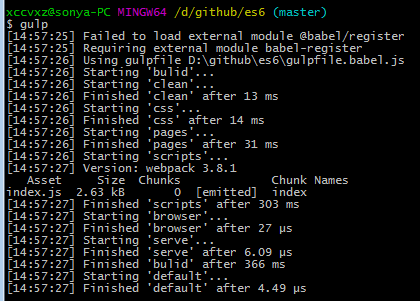 xccvxz@sonya-PC MINGW64 /d/github/es6 (master)
$ gulp
[14:57:25] Failed to load external module @babel/register
[14:57:25] Requiring external module babel-register
[14:57:26] Using gulpfile D:\github\es6\gulpfile.babel.js
[14:57:26] Starting 'bulid'...
[14:57:26] Starting 'clean'...
[14:57:26] Finished 'clean' after 13 ms
[14:57:26] Starting 'css'...
[14:57:26] Finished 'css' after 14 ms
[14:57:26] Starting 'pages'...
[14:57:26] Finished 'pages' after 31 ms
[14:57:26] Starting 'scripts'...
[14:57:27] Version: webpack 3.8.1
Asset Size Chunks Chunk Names
index.js 2.63 kB 0 [emitted] index
[14:57:27] Finished 'scripts' after 303 ms
[14:57:27] Starting 'browser'...
[14:57:27] Finished 'browser' after 27 μs
[14:57:27] Starting 'serve'...
[14:57:27] Finished 'serve' after 6.09 μs
[14:57:27] Finished 'bulid' after 366 ms
[14:57:27] Starting 'default'...
[14:57:27] Finished 'default' after 4.49 μs